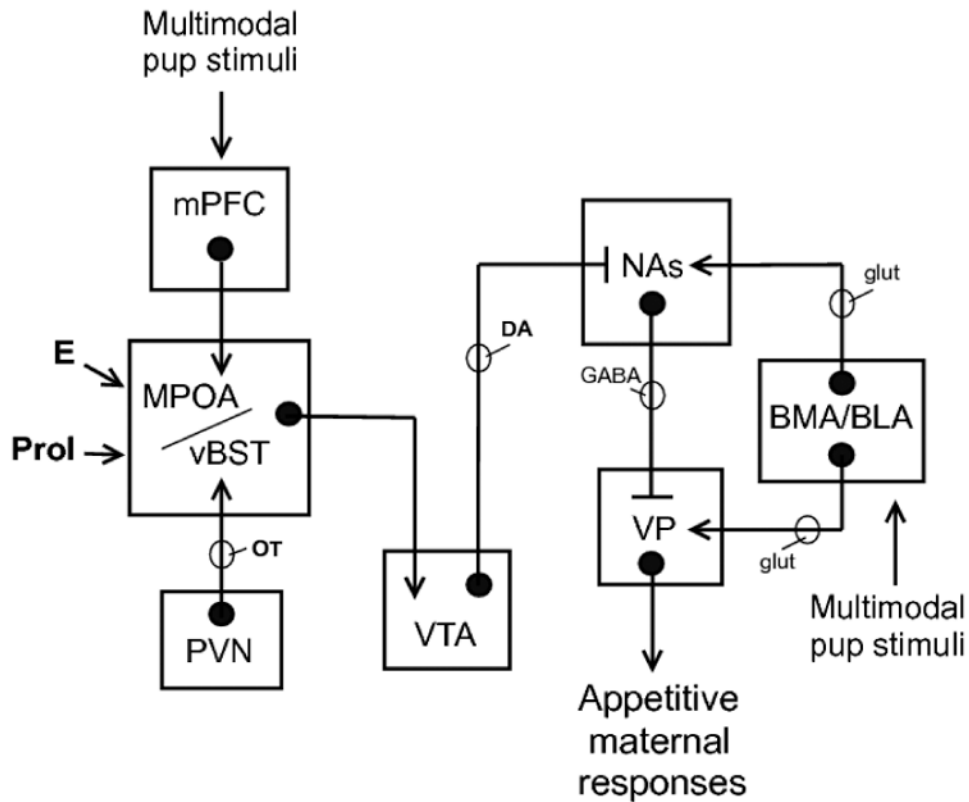 Multimodal
pup stimuli
mPFC
E
MPOA
Prol
vBST
OT
PVN
VTA
DA
NAs
glut
GABA
BMA/BLA
VP
glut
Multimodal
pup stimuli
Appetitive
maternal
responses